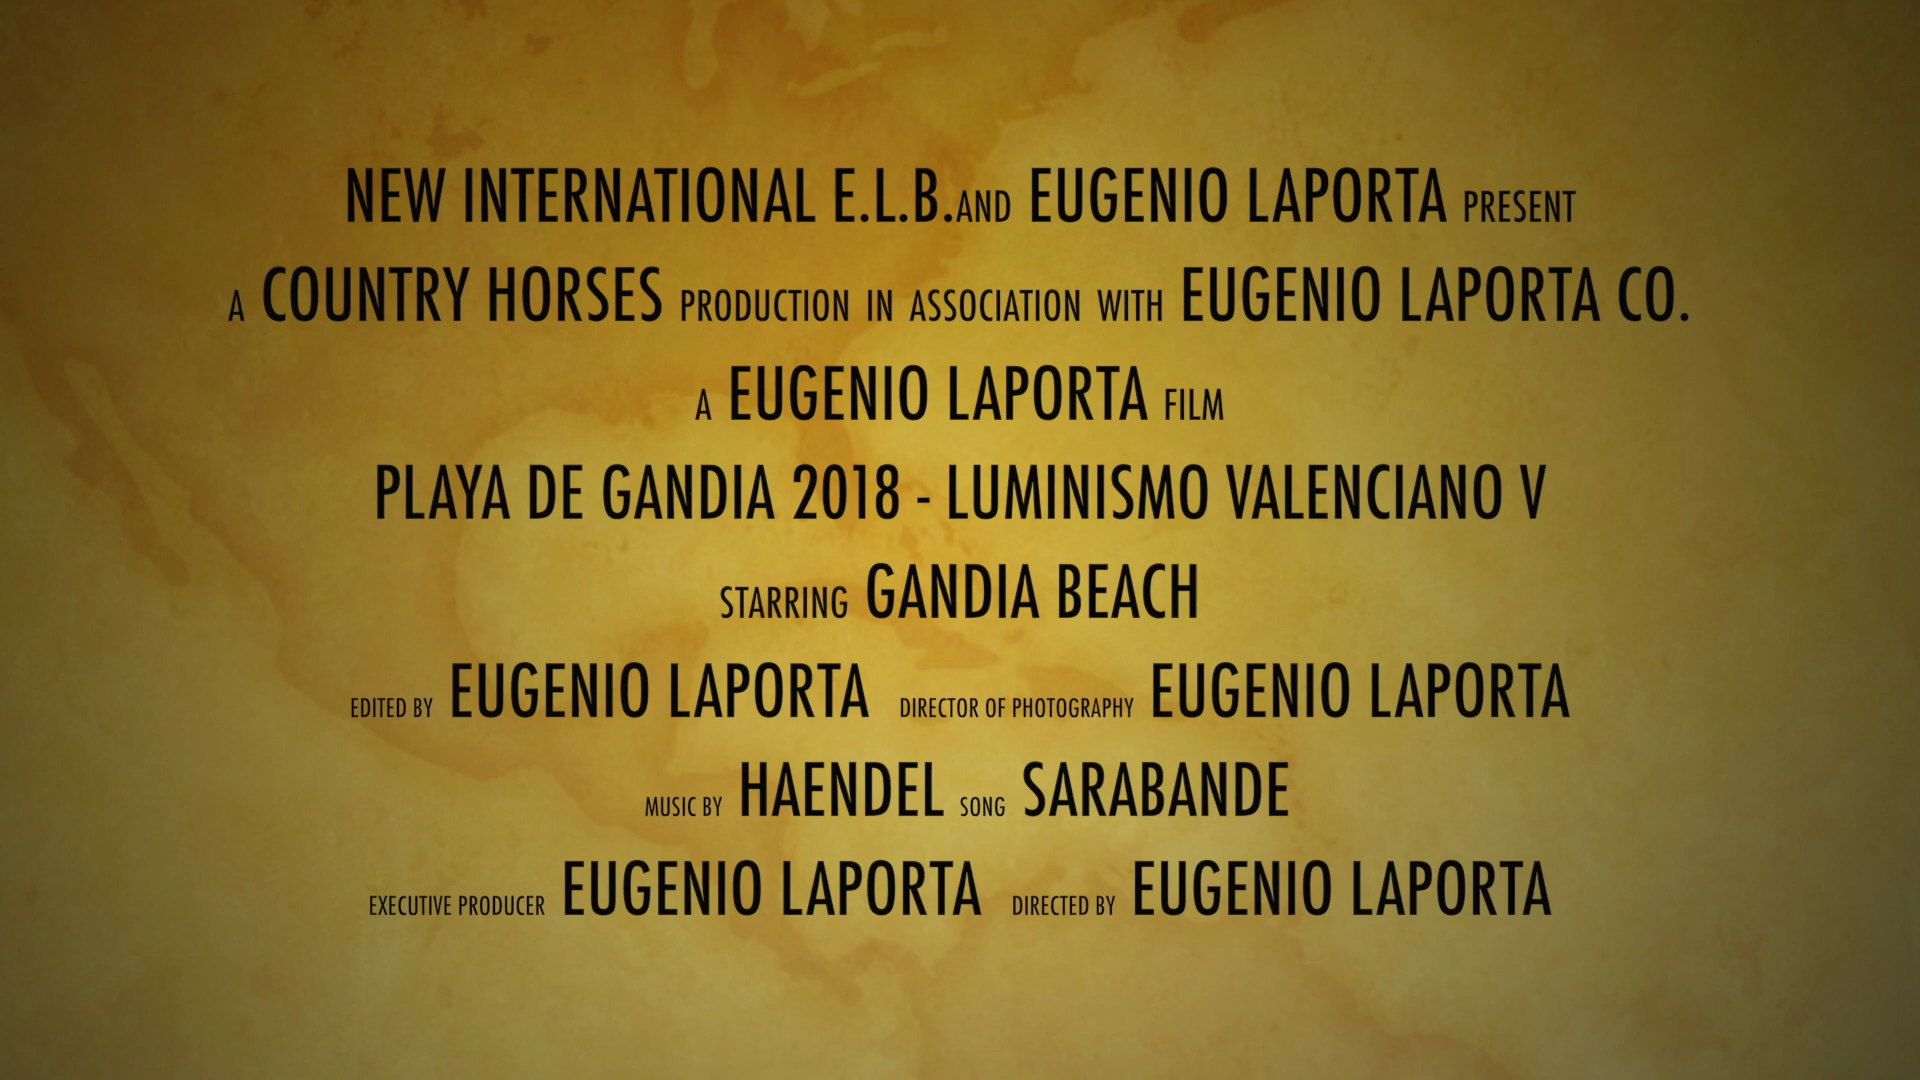 NEW INTERNATIONAL E.L.B.AND EUGENIO LAPORTA PRESENT
A COUNTRY HORSES PRODUCTION IN ASSOCIATION WITH EUGENIO LAPORTA CO.
A EUGENIO LAPORTA FILM
PLAYA DE GANDIA 2018 - LUMINISMO VALENCIANO V
STARRING GANDIA BEACH
EDITED BY EUGENIO LAPORTA DIRECTOR OF PHOTOGRAPHY EUGENIO LAPORTA
MUSIC BY HAENDEL SONG SARABANDE
EXECUTIVE PRODUCER EUGENIO LAPORTA DIRECTED BY EUGENIO LAPORTA